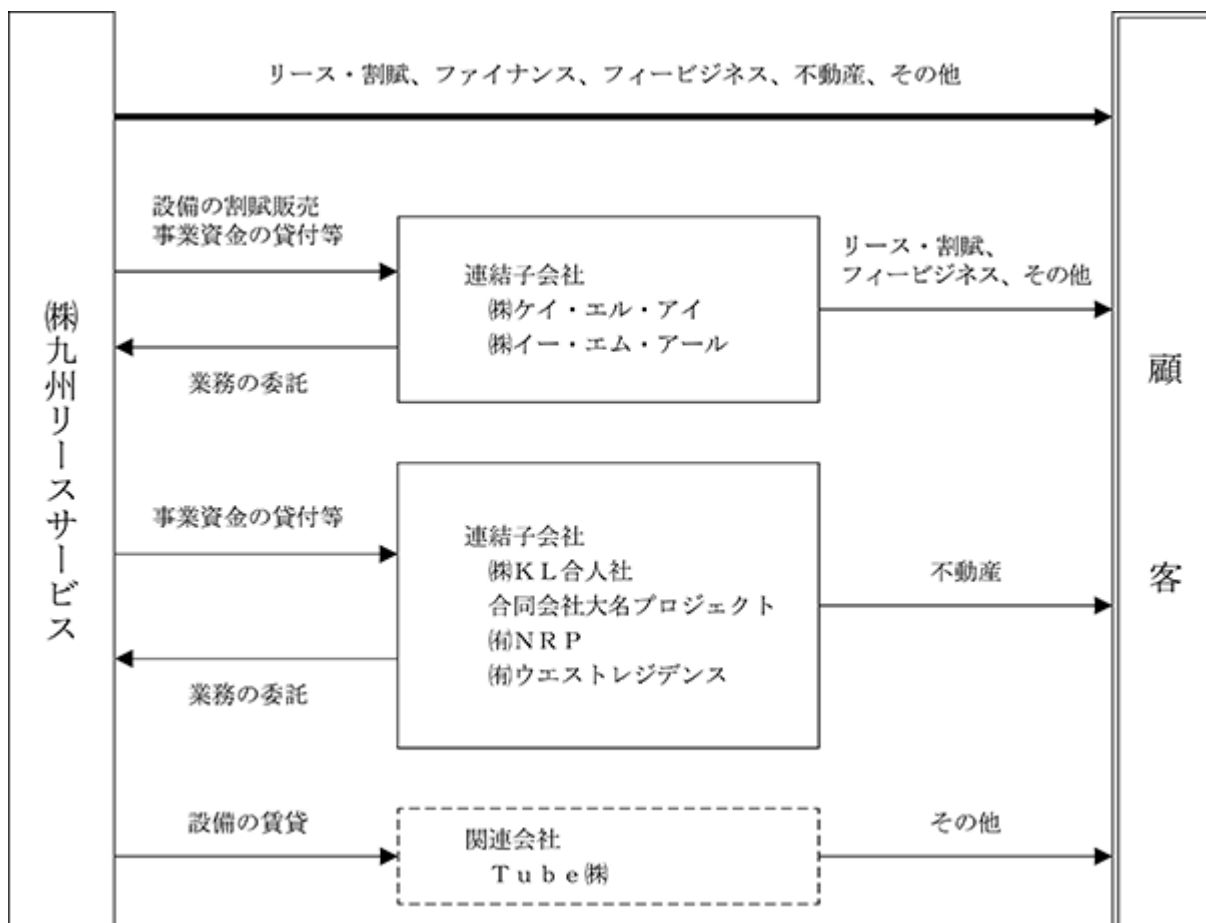 リース・割賦、ファイナンス、フィービジネス、不動産、その他
㈱九州リースサービス
設備の割賦販売
事業資金の貸付等
業務の委託
連結子会社
㈱ケイ・エル・アイ
㈱イー・エム・アール
リース・割賦、
フィービジネス、その他
事業資金の貸付等
業務の委託
連結子会社
㈱ＫＬ合人社
合同会社大名プロジェクト
㈲ＮＲＰ
㈲ウエストレジデンス
不動産
設備の賃貸
関連会社
Ｔｕｂｅ㈱
その他
顧客